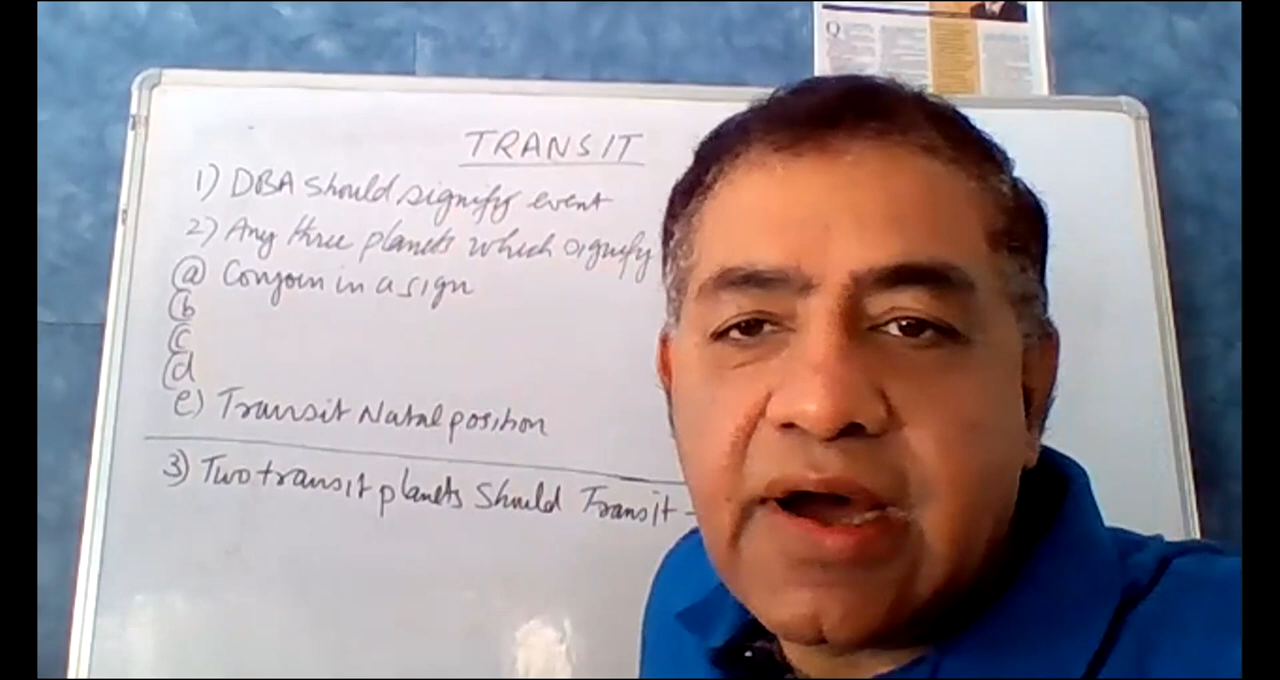 TRANSIT
1) DBA should signify event
2) Any three planets which signify
(a) Conjoin in a sign
(b
(c
(d
e) Transit Natal position
3) Two transit planets Should Transit -
Q